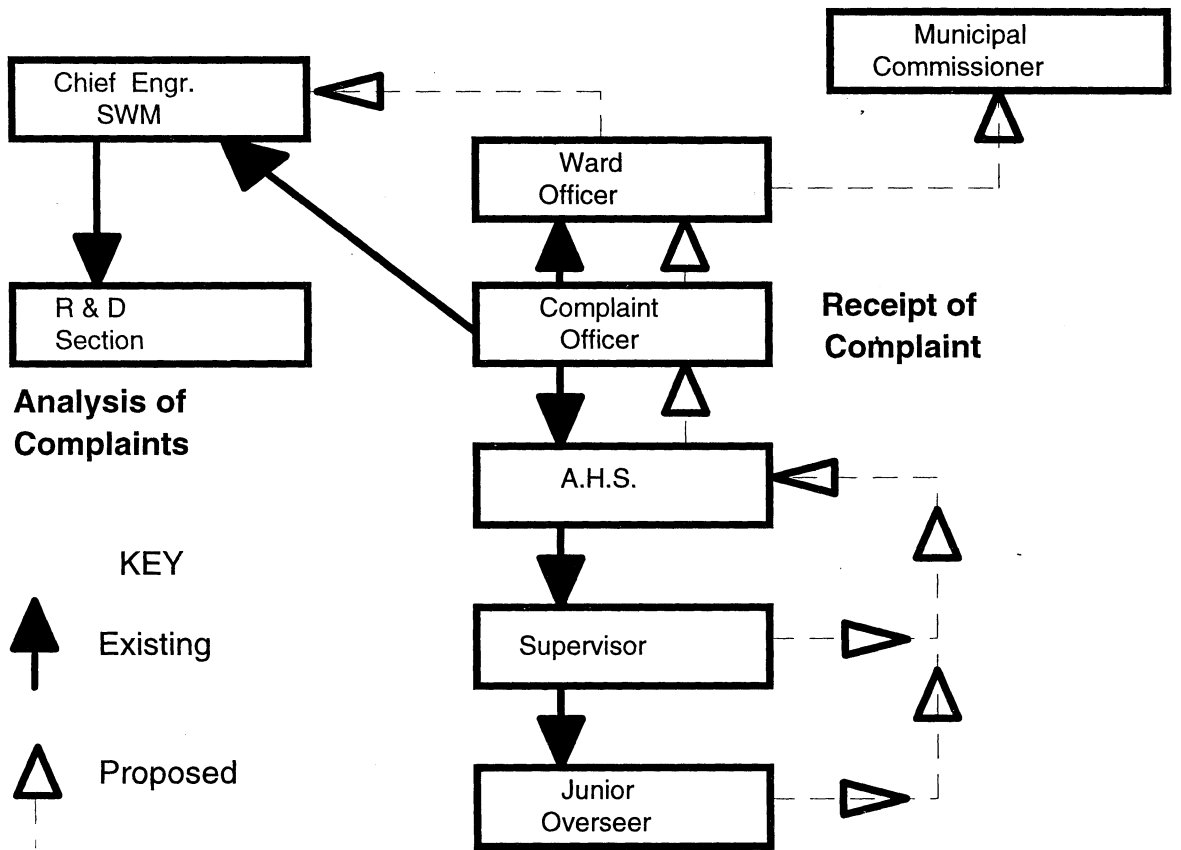 Municipal
Commissioner
Chief Engr.
SWM
Ward
Officer
R & D
Section
Complaint
Officer
Receipt of
Complaint
Analysis of
Complaints
A.H.S.
KEY
Existing
Supervisor
Proposed
Junior
Overseer